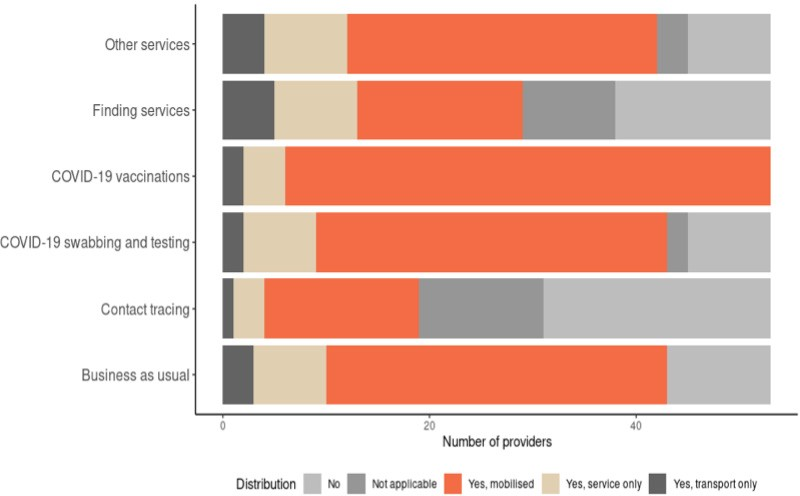 Other services
Finding services
COVID-19 vaccinations
COVID-19 swabbing and testing
Contact tracing
Business as usual
0 20 40
Number of providers
Distribution No Not applicable Yes, mobilised Yes, service only Yes, transport only